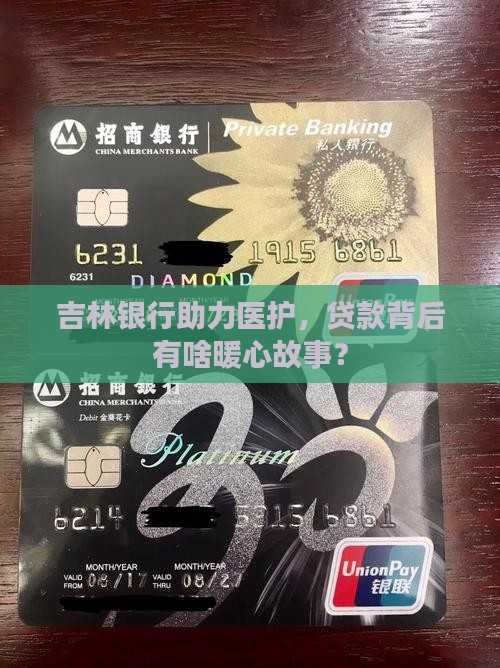 招商银行
CHINA MERCHANTS BANK
Private Banking
私人银行
6231 1915 6861
6231
DIAMOND
吉林银行助力医护，贷款背后
有啥暖心故事？
招商银行
CHINA MERCHANTS BANK
Debit 金葵花卡
Platinum
6214 5315 6861
MONTH/YEAR MONTH/YEAR
VALID FROM 08/17 VALID THRU 08/27
UnionPay
银联